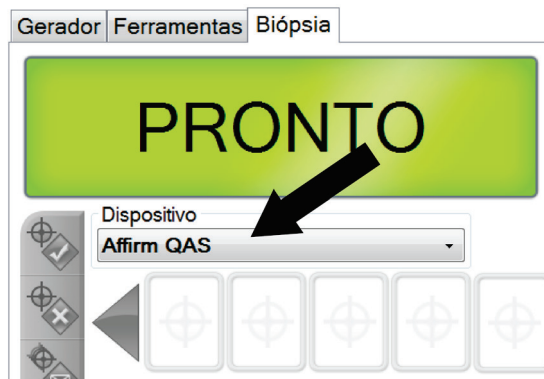 Gerador Ferramentas Biópsia
PRONTO
Dispositivo
Affirm QAS